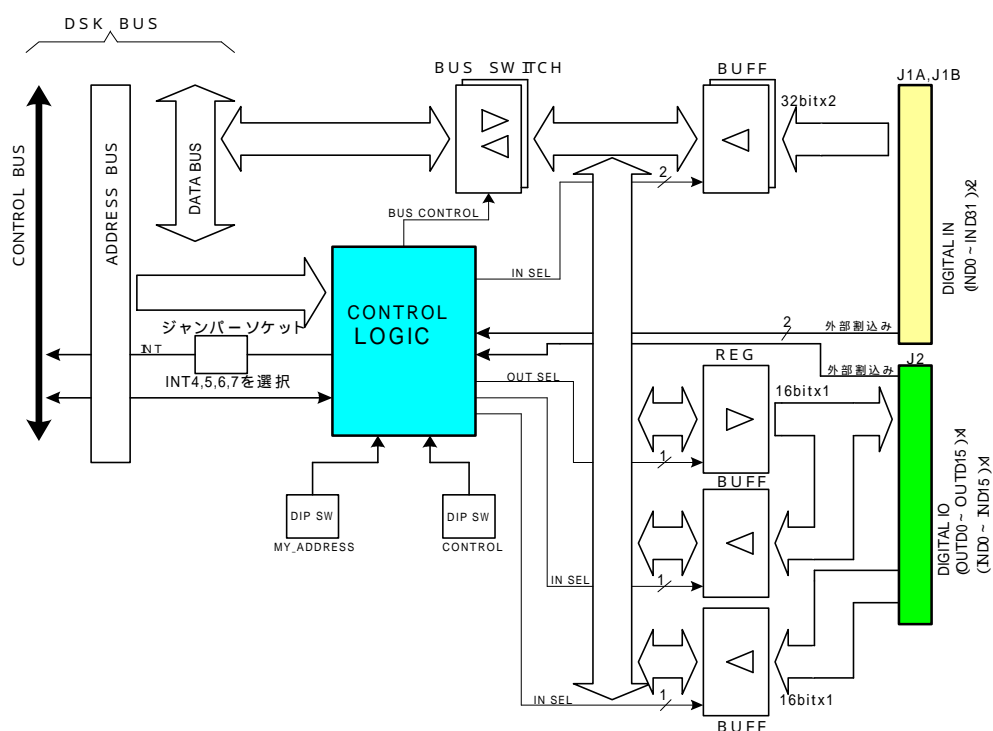 DSK BUS
BUS SWITCH
BUFF
J1A,J1B
32bitx2
CONTROL BUS
ADDRESS BUS
DATA BUS
2
BUS CONTROL
DIGITAL IN
(IND0~IND31)x2
IN SEL
CONTROL
LOGIC
ジャンパーソケット
INT
INT4,5,6,7を選択
2
外部割込み
REG
J2
外部割込み
OUT SEL
16bitx1
1
BUFF
DIP SW
MY_ADDRESS
DIP SW
CONTROL
DIGITAL IO
(OUTD0~OUTD15)x1
(IND0~IND15)x1
IN SEL
1
IN SEL
1
16bitx1
BUFF